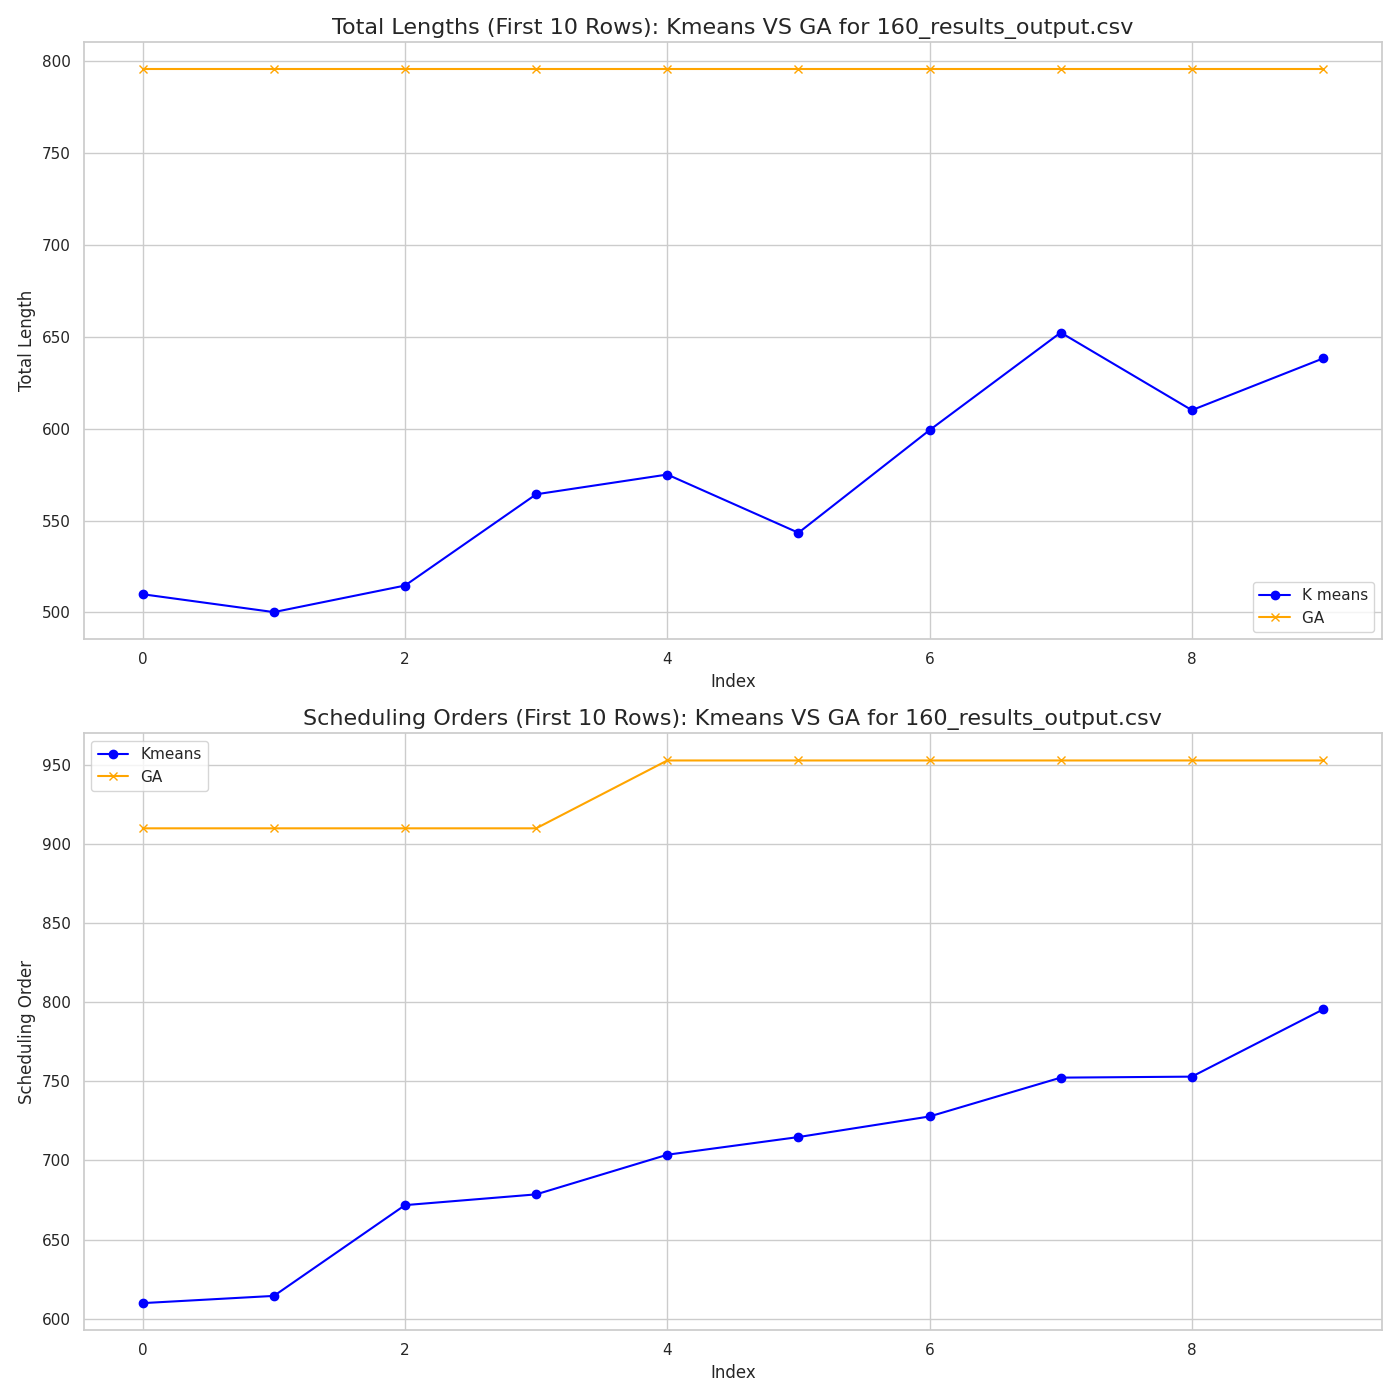 Total Lengths (First 10 Rows): Kmeans VS GA for 160_results_output.csv
800
750
700
650
600
550
500
Total Length
K means
GA
0 2 4 6 8
Index
Scheduling Orders (First 10 Rows): Kmeans VS GA for 160_results_output.csv
Kmeans
GA
950
900
850
800
750
700
650
600
Scheduling Order
0 2 4 6 8
Index